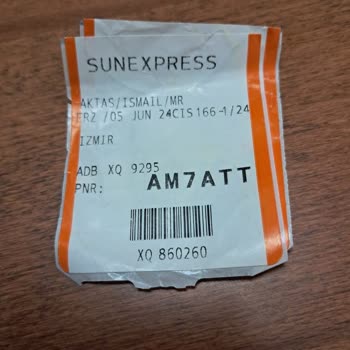 SUNEXPRESS
AKTAS/ISMAIL/MR
ERZ /05 JUN 24CIS166-1/24
IZMIR
ADB XQ 9295
PNR: AM7ATT
XQ 860260